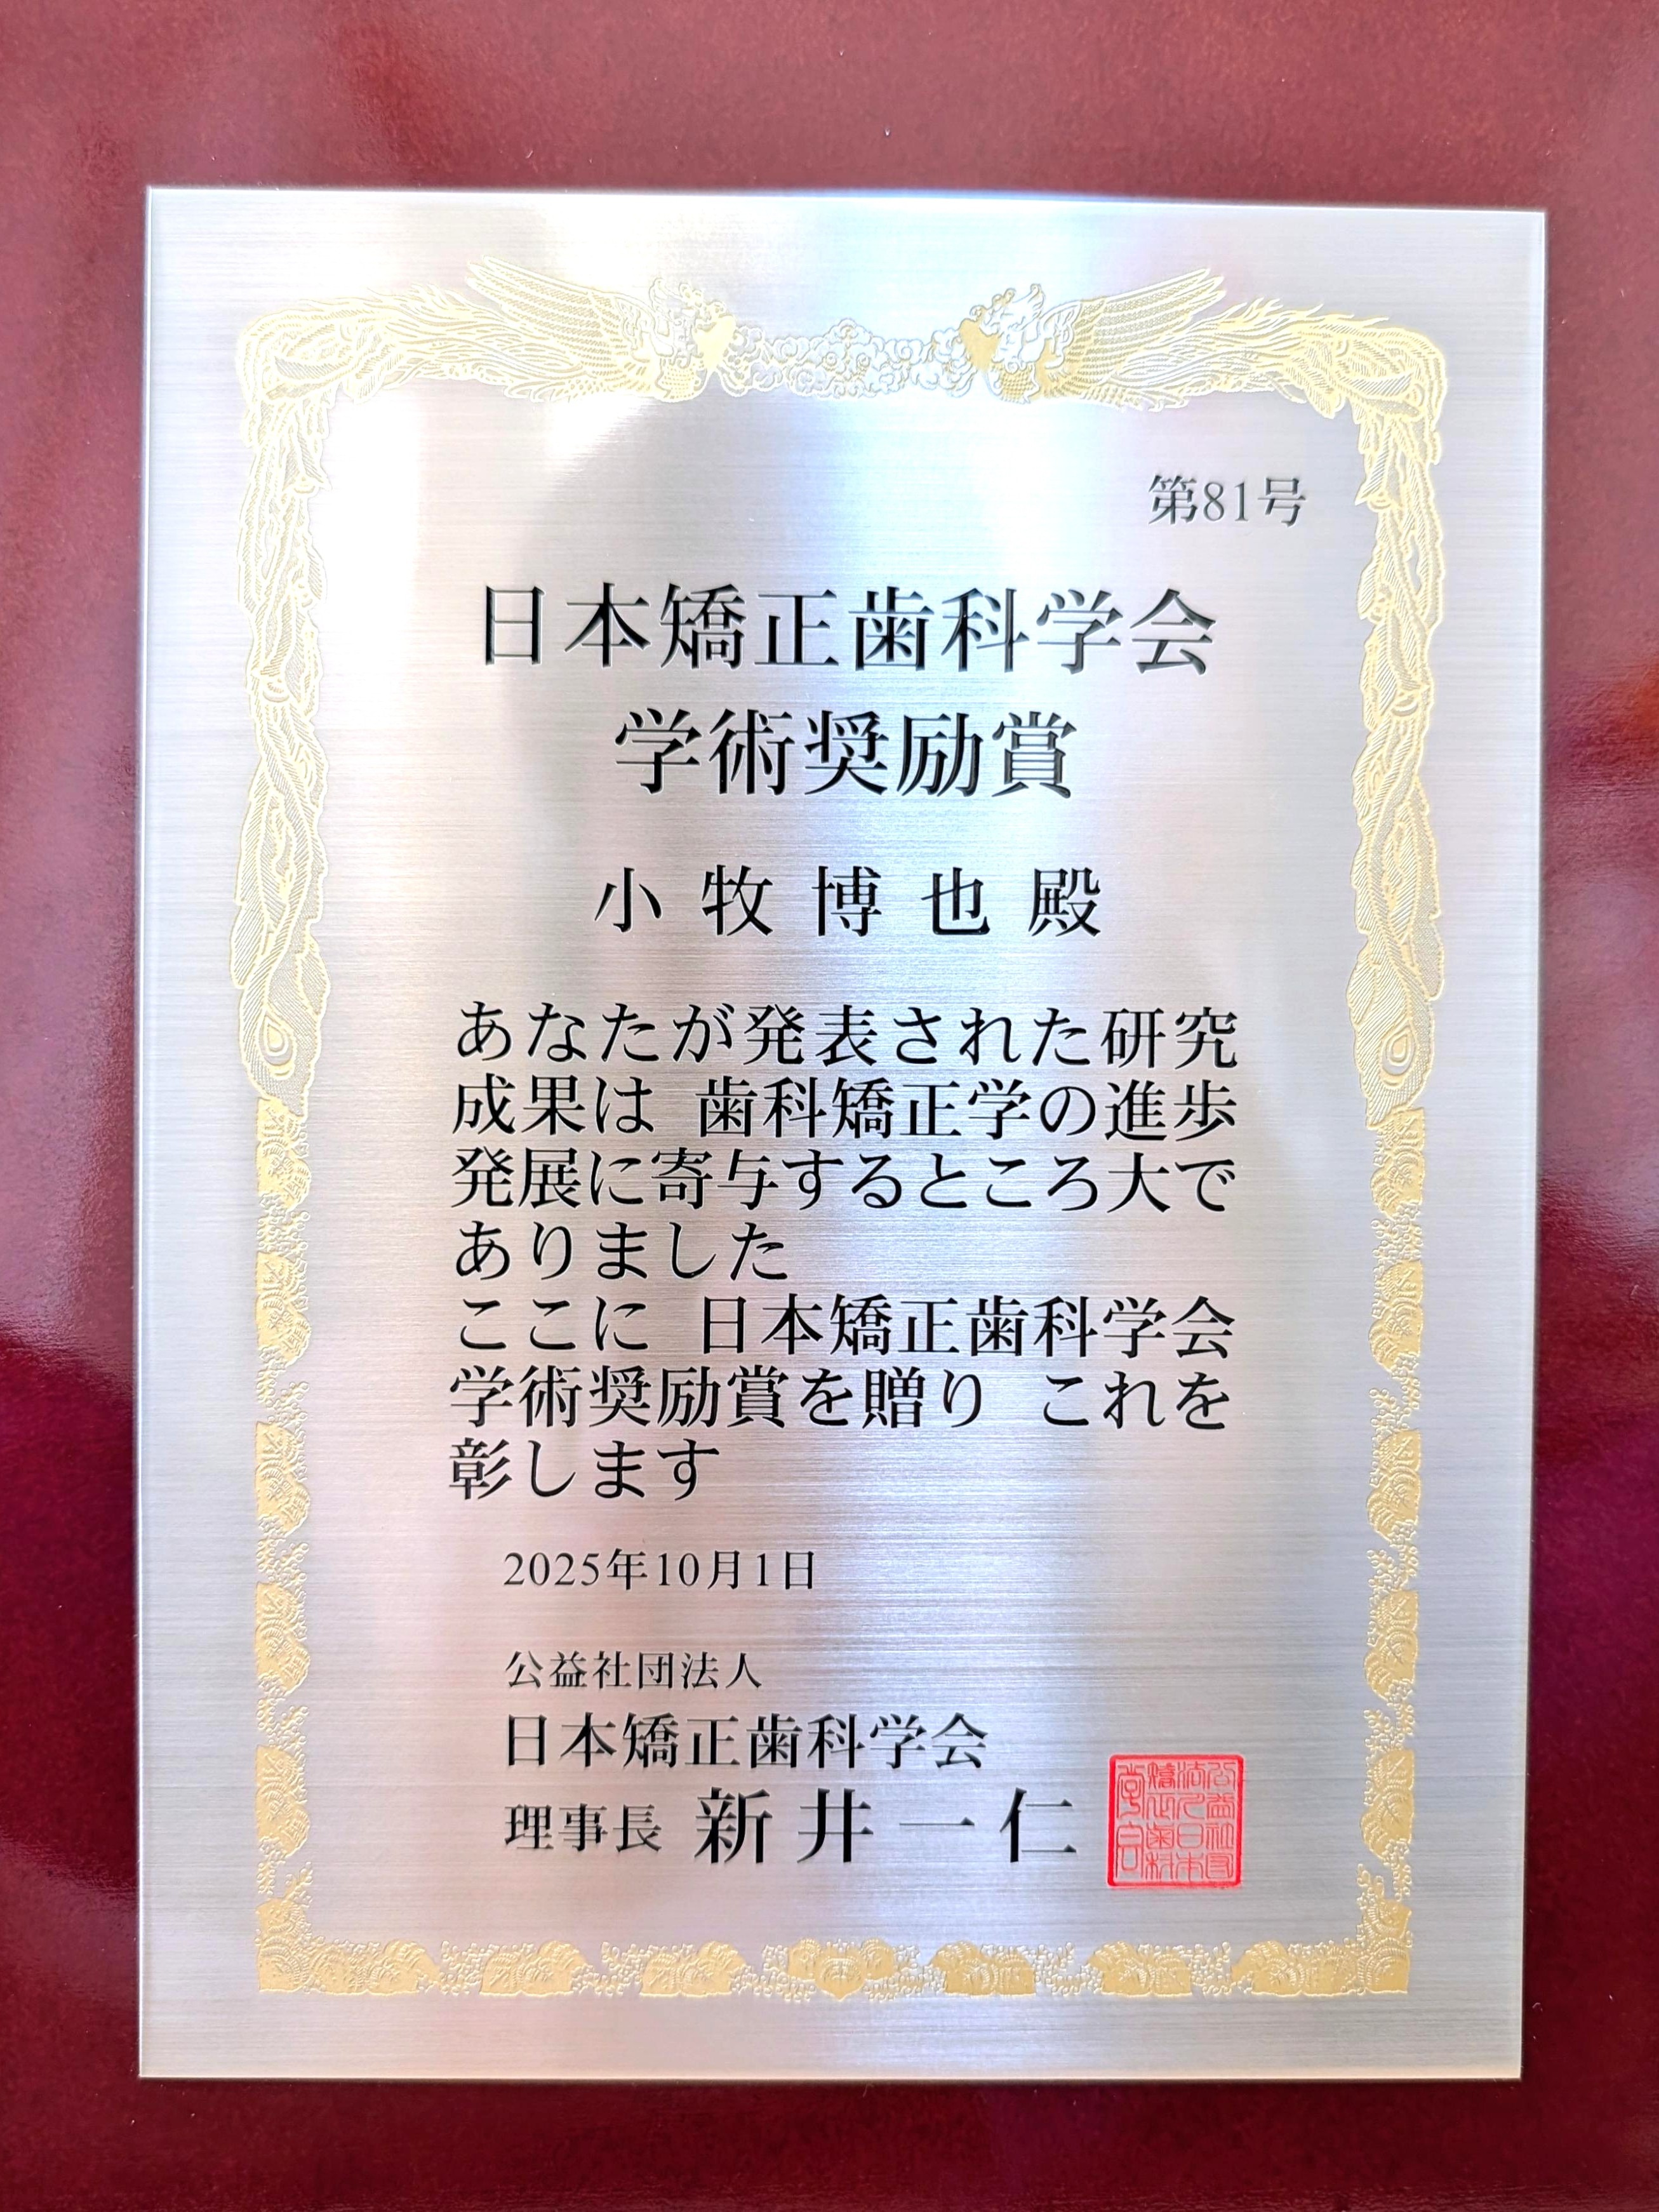 第81号
日本矯正歯科学会
学術奨励賞
小牧博也殿
あなたが発表された研究
成果は 歯科矯正学の進歩
発展に寄与するところ大で
ありました
ここに 日本矯正歯科学会
学術奨励賞を贈り これを
彰します
2025年10月1日
公益社団法人
日本矯正歯科学会
理事長 新井一仁